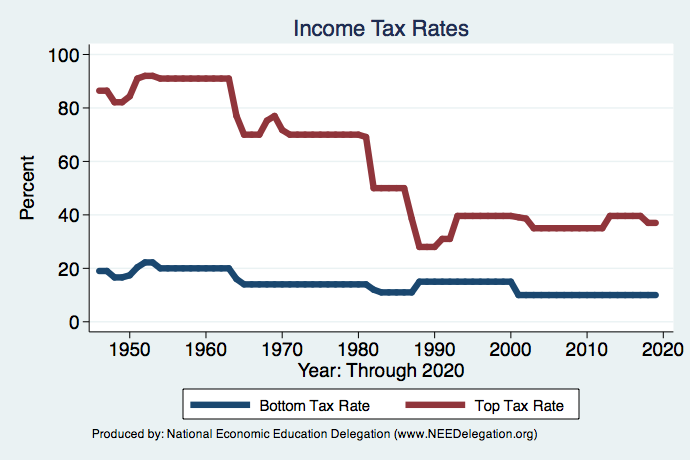 Income Tax Rates
Percent
100
80
60
40
20
0
1950 1960 1970 1980 1990 2000 2010 2020
Year: Through 2020
Bottom Tax Rate Top Tax Rate
Produced by: National Economic Education Delegation (www.NEEDelegation.org)